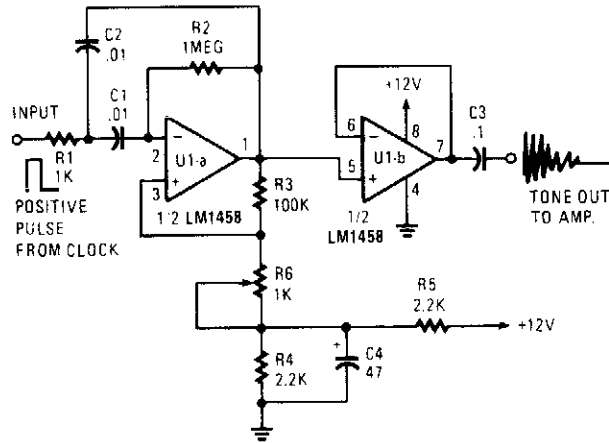 C2
.01
R2
1MEG
INPUT
C1
.01
R1
1K
POSITIVE
PULSE
FROM CLOCK
−
2
+
3
U1-a
1
1/2 LM1458
R3
100K
R6
1K
R4
2.2K
+
C4
47
R5
2.2K
+12V
+12V
−
6
8
U1-b
7
5
+
4
1/2
LM1458
C3
.1
TONE OUT
TO AMP.